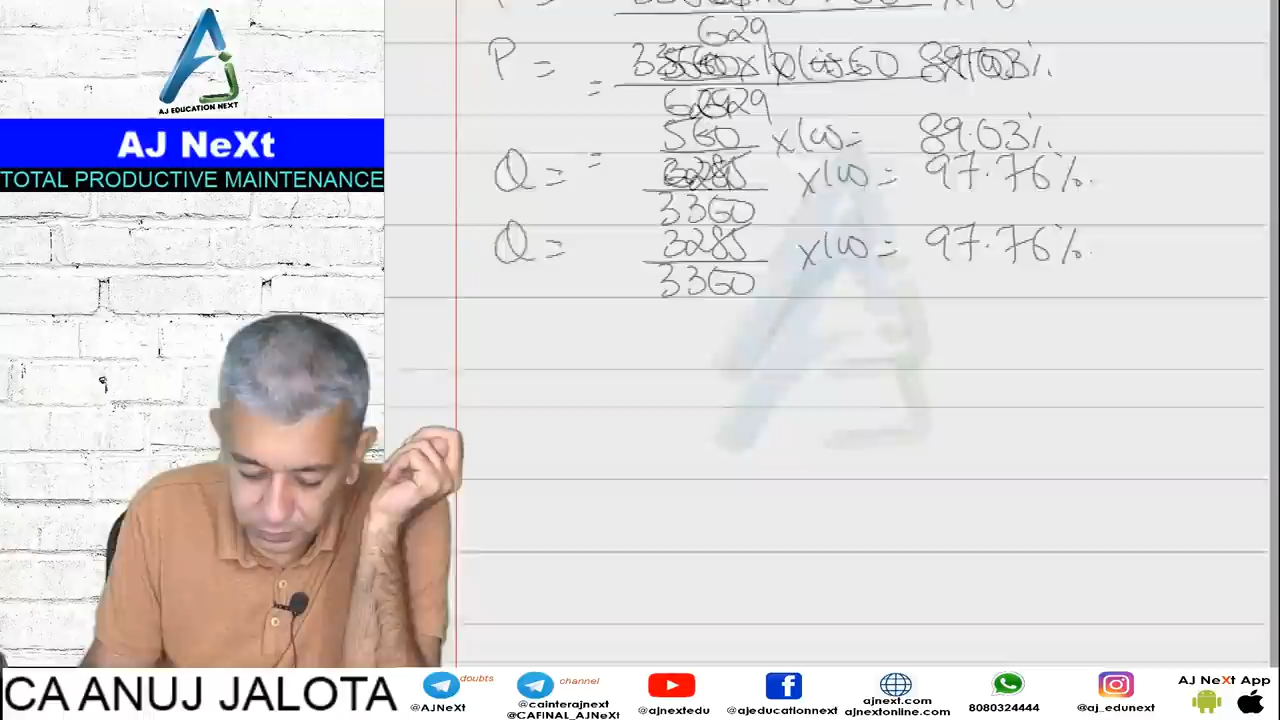 AJ EDUCATION NEXT
AJ NeXt
TOTAL PRODUCTIVE MAINTENANCE
629
P =
=
560 x100 = 89.03%
Q = 3285 x100 = 97.76%
3360
Q = 3285 x100 = 97.76%
3360
CA ANUJ JALOTA
doubts
@AJNeXt
channel
@cainterajnext
@CAFINAL_AJNeXt
@ajnextedu
@ajeducationnext
ajnext.com
ajnextonline.com
8080324444
@aj_edunext
AJ NeXt App